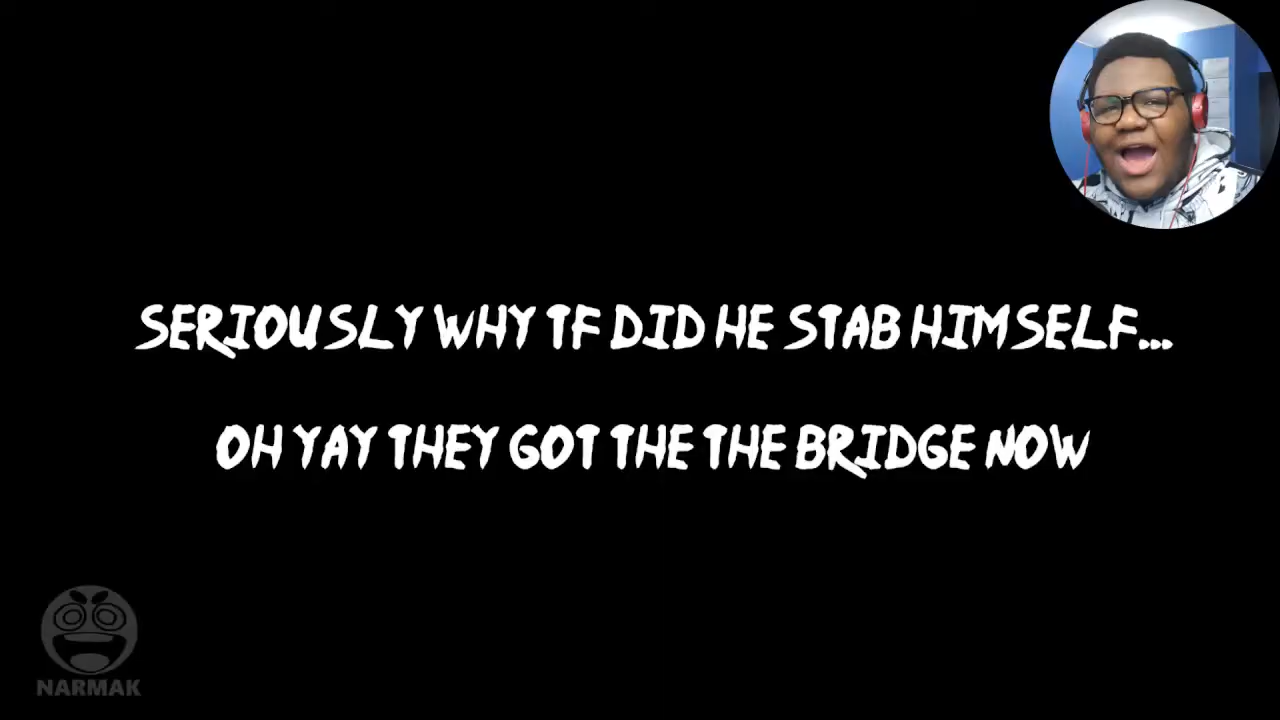 SERIOUSLY WHY TF DID HE STAB HIMSELF...
OH YAY THEY GOT THE THE BRIDGE NOW
NARMAK